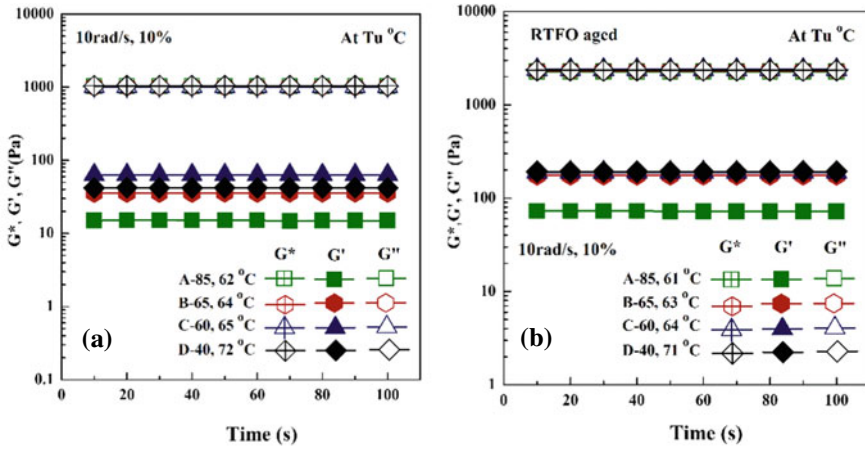 10000
10rad/s, 10%
At Tu °C
1000
100
10
1
0.1
G*, G', G''(Pa)
G* G' G''
A-85, 62 °C
B-65, 64 °C
C-60, 65 °C
D-40, 72 °C
(a)
0 20 40 60 80 100
Time (s)
10000
RTFO aged
At Tu °C
1000
100
10
1
G*,G', G'' (Pa)
10rad/s, 10%
G* G' G''
A-85, 61 °C
B-65, 63 °C
C-60, 64 °C
D-40, 71 °C
(b)
0 20 40 60 80 100
Time (s)